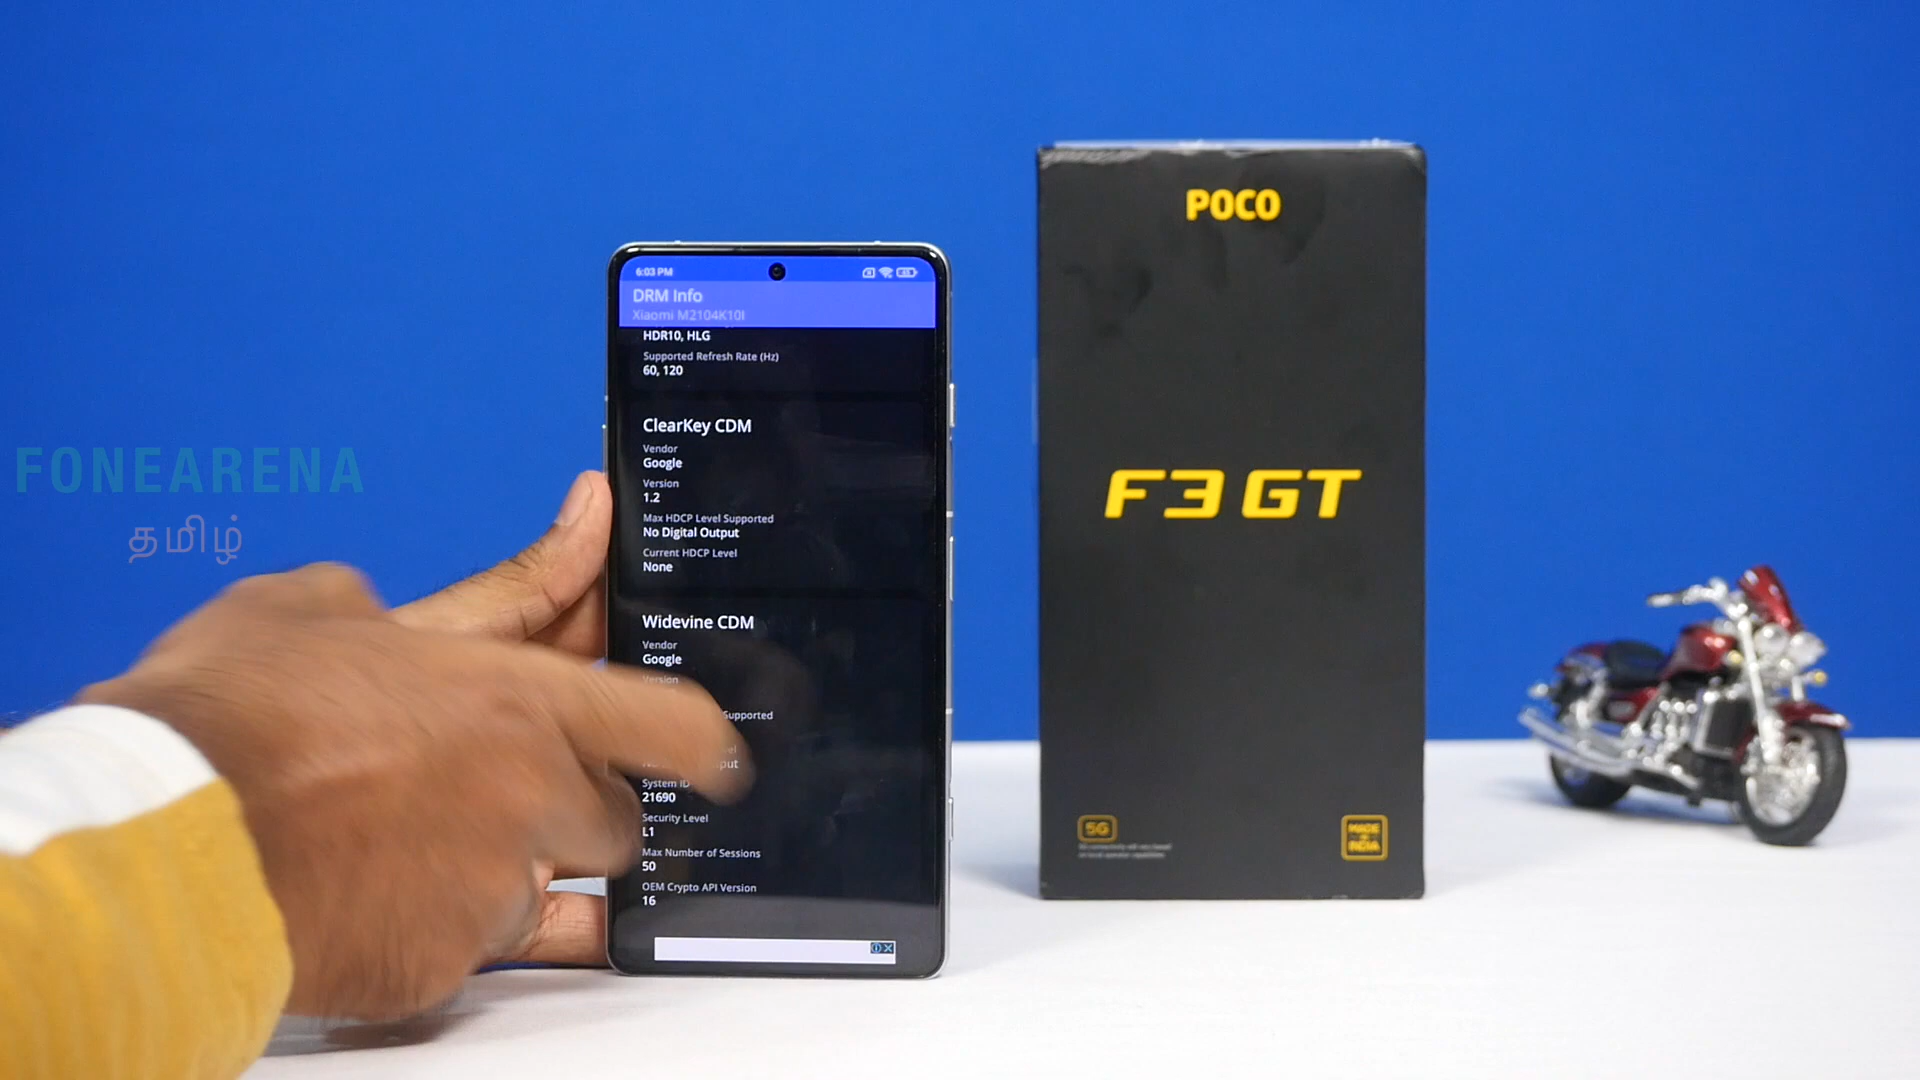 FONEARENA
தமிழ்
6:03 PM
DRM Info
Xiaomi M2104K10I
HDR10, HLG
Supported Refresh Rate (Hz)
60, 120
ClearKey CDM
Vendor
Google
Version
1.2
Max HDCP Level Supported
No Digital Output
Current HDCP Level
None
Widevine CDM
Vendor
Google
Version
Supported
System ID
21690
Security Level
L1
Max Number of Sessions
50
OEM Crypto API Version
16
POCO
F3 GT
5G
MADE IN INDIA